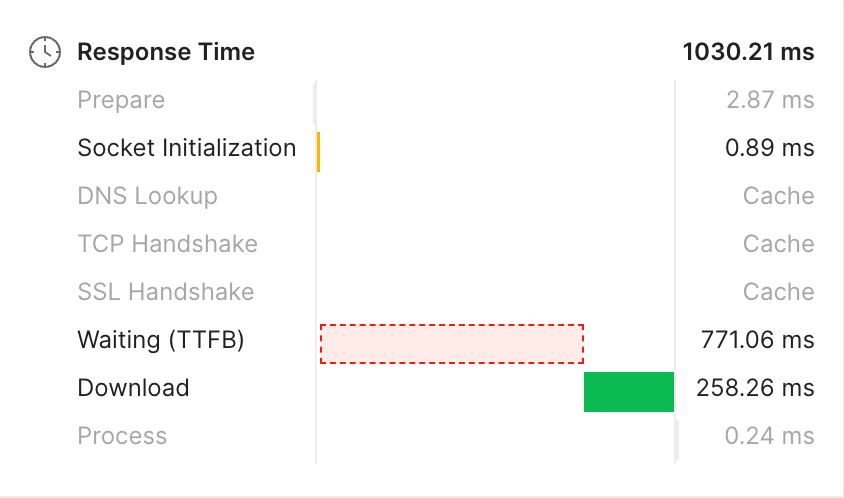 Response Time 1030.21 ms
Prepare 2.87 ms
Socket Initialization 0.89 ms
DNS Lookup Cache
TCP Handshake Cache
SSL Handshake Cache
Waiting (TTFB) 771.06 ms
Download 258.26 ms
Process 0.24 ms